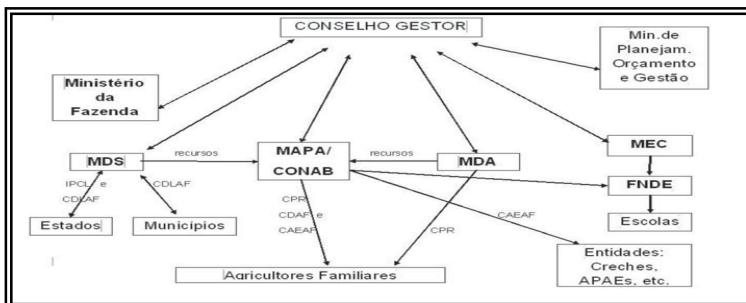 CONSELHO GESTOR
Min.de
Planejam.
Orçamento
e Gestão
Ministério
da
Fazenda
MDS
recursos
MAPA/
CONAB
recursos
MDA
MEC
FNDE
Escolas
IPCL e
CDLAF
CDLAF
Estados
Municípios
CPR
CDAF e
CAEAF
CPR
CAEAF
Entidades:
Creches,
APAEs, etc.
Agricultores Familiares